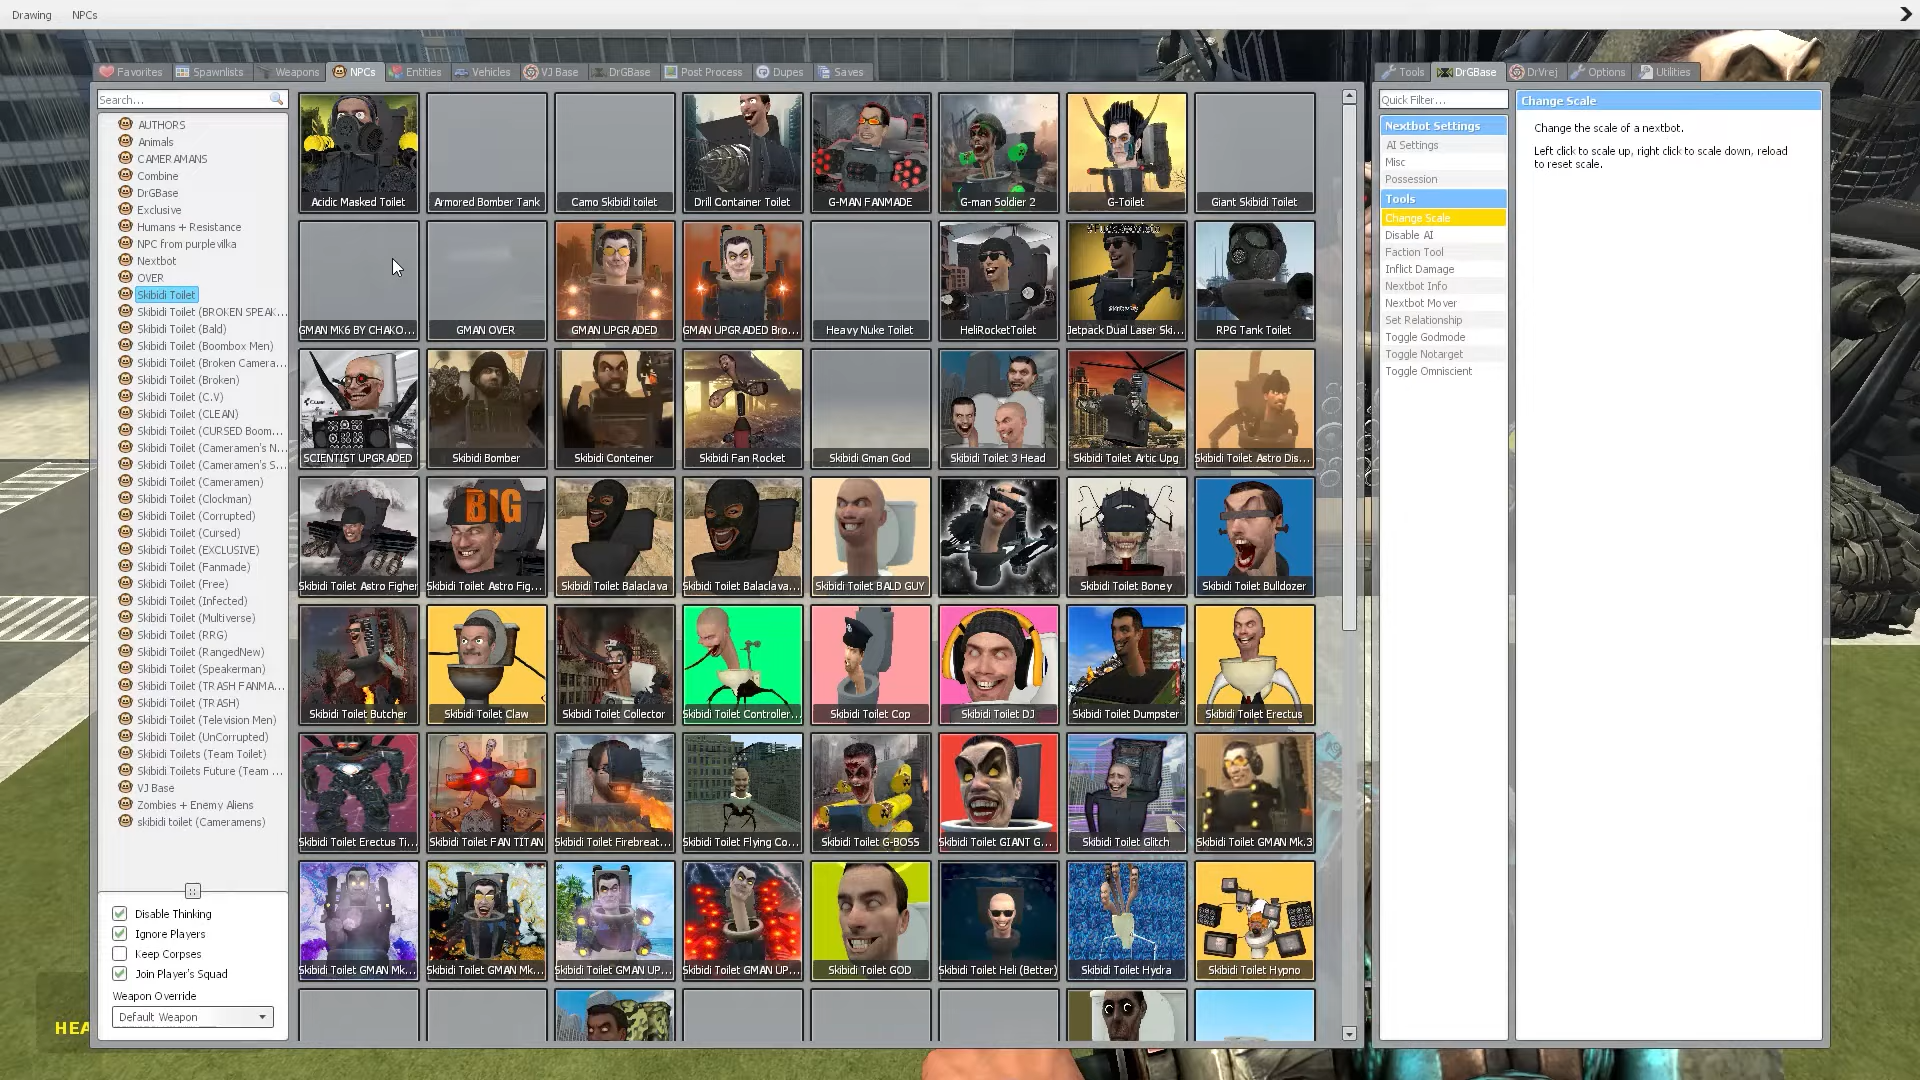 Drawing NPCs
Favorites Spawnlists Weapons NPCs Entities Vehicles VJ Base DrGBase Post Process Dupes Saves
Search...
AUTHORS
Animals
CAMERAMANS
Combine
DrGBase
Exclusive
Humans + Resistance
NPC from purplevilka
Nextbot
OVER
Skibidi Toilet
Skibidi Toilet (BROKEN SPEAK...
Skibidi Toilet (Bald)
Skibidi Toilet (Boombox Men)
Skibidi Toilet (Broken Camera...
Skibidi Toilet (Broken)
Skibidi Toilet (C.V)
Skibidi Toilet (CLEAN)
Skibidi Toilet (CURSED Boom...
Skibidi Toilet (Cameramen's N...
Skibidi Toilet (Cameramen's S...
Skibidi Toilet (Cameramen)
Skibidi Toilet (Clockman)
Skibidi Toilet (Corrupted)
Skibidi Toilet (Cursed)
Skibidi Toilet (EXCLUSIVE)
Skibidi Toilet (Fanmade)
Skibidi Toilet (Free)
Skibidi Toilet (Infected)
Skibidi Toilet (Multiverse)
Skibidi Toilet (RRG)
Skibidi Toilet (RangedNew)
Skibidi Toilet (Speakerman)
Skibidi Toilet (TRASH FANMA...
Skibidi Toilet (TRASH)
Skibidi Toilet (Television Men)
Skibidi Toilet (UnCorrupted)
Skibidi Toilets (Team Toilet)
Skibidi Toilets Future (Team ...
VJ Base
Zombies + Enemy Aliens
skibidi toilet (Cameramens)
Disable Thinking
Ignore Players
Keep Corpses
Join Player's Squad
Weapon Override
Default Weapon
HEA
Acidic Masked Toilet Armored Bomber Tank Camo Skibidi toilet Drill Container Toilet G-MAN FANMADE G-man Soldier 2 G-Toilet Giant Skibidi Toilet
GMAN MK6 BY CHAKO... GMAN OVER GMAN UPGRADED GMAN UPGRADED Bro... Heavy Nuke Toilet HeliRocketToilet Jetpack Dual Laser Ski... RPG Tank Toilet
SCIENTIST UPGRADED Skibidi Bomber Skibidi Conteiner Skibidi Fan Rocket Skibidi Gman God Skibidi Toilet 3 Head Skibidi Toilet Artic Upg Skibidi Toilet Astro Dis...
BIG
Skibidi Toilet Astro Figher Skibidi Toilet Astro Fig... Skibidi Toilet Balaclava Skibidi Toilet Balaclava... Skibidi Toilet BALD GUY Skibidi Toilet Boney Skibidi Toilet Bulldozer
Skibidi Toilet Butcher Skibidi Toilet Claw Skibidi Toilet Collector Skibidi Toilet Controller... Skibidi Toilet Cop Skibidi Toilet DJ Skibidi Toilet Dumpster Skibidi Toilet Erectus
Skibidi Toilet Erectus Ti... Skibidi Toilet FAN TITAN Skibidi Toilet Firebreat... Skibidi Toilet Flying Co... Skibidi Toilet G-BOSS Skibidi Toilet GIANT G... Skibidi Toilet Glitch Skibidi Toilet GMAN Mk.3
Skibidi Toilet GMAN Mk... Skibidi Toilet GMAN Mk... Skibidi Toilet GMAN UP... Skibidi Toilet GMAN UP... Skibidi Toilet GOD Skibidi Toilet Heli (Better) Skibidi Toilet Hydra Skibidi Toilet Hypno
Tools DrGBase DrVrej Options Utilities
Quick Filter...
Nextbot Settings
AI Settings
Misc
Possession
Tools
Change Scale
Disable AI
Faction Tool
Inflict Damage
Nextbot Info
Nextbot Mover
Set Relationship
Toggle Godmode
Toggle Notarget
Toggle Omniscient
Change Scale
Change the scale of a nextbot.
Left click to scale up, right click to scale down, reload
to reset scale.